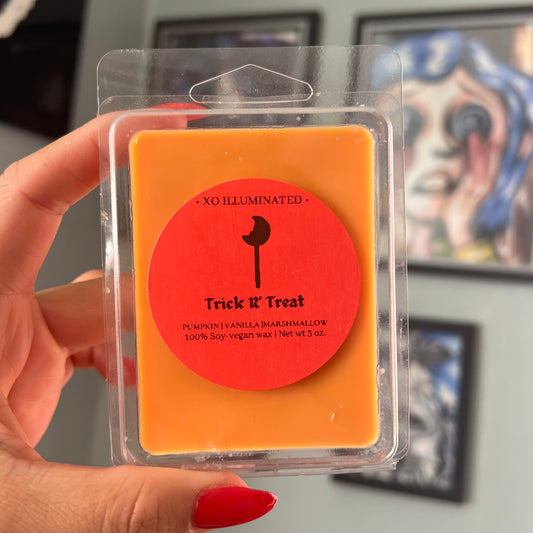 • XO ILLUMINATED •
Trick R' Treat
PUMPKIN | VANILLA |MARSHMALLOW
100% Soy-vegan wax | Net wt 3 oz.